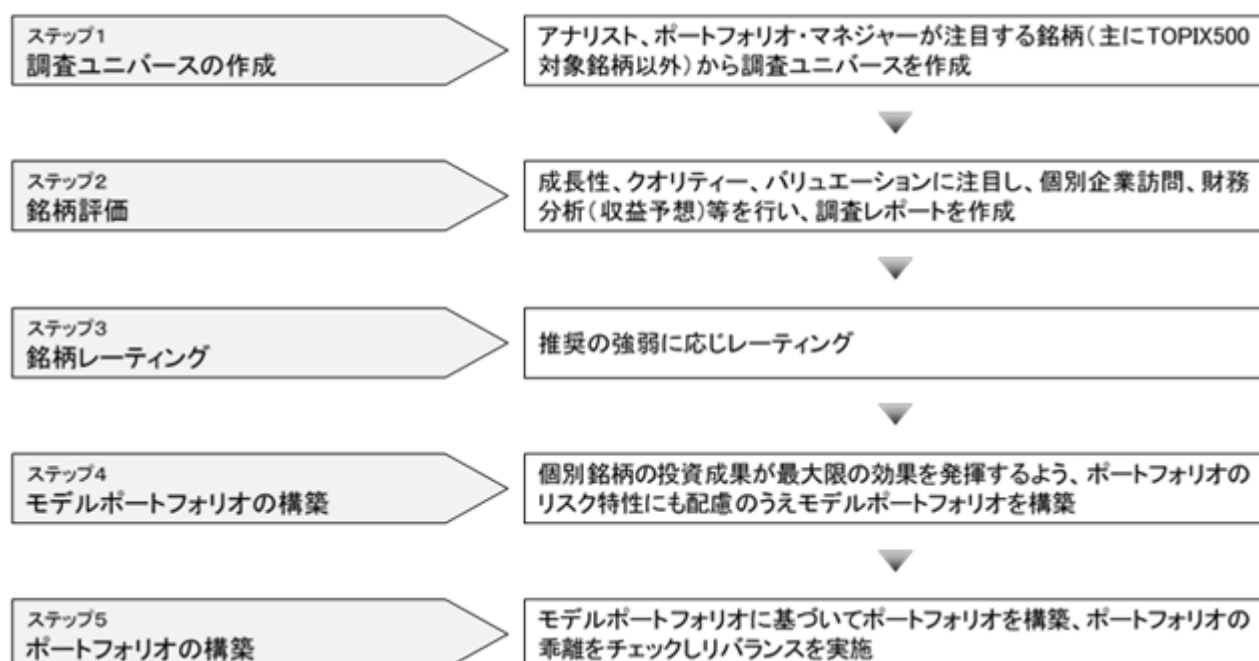 ステップ1
調査ユニバースの作成
アナリスト、ポートフォリオ・マネジャーが注目する銘柄(主にTOPIX500
対象銘柄以外)から調査ユニバースを作成
ステップ2
銘柄評価
成長性、クオリティー、バリュエーションに注目し、個別企業訪問、財務
分析(収益予想)等を行い、調査レポートを作成
ステップ3
銘柄レーティング
推奨の強弱に応じレーティング
ステップ4
モデルポートフォリオの構築
個別銘柄の投資成果が最大限の効果を発揮するよう、ポートフォリオの
リスク特性にも配慮のうえモデルポートフォリオを構築
ステップ5
ポートフォリオの構築
モデルポートフォリオに基づいてポートフォリオを構築、ポートフォリオの
乖離をチェックしリバランスを実施